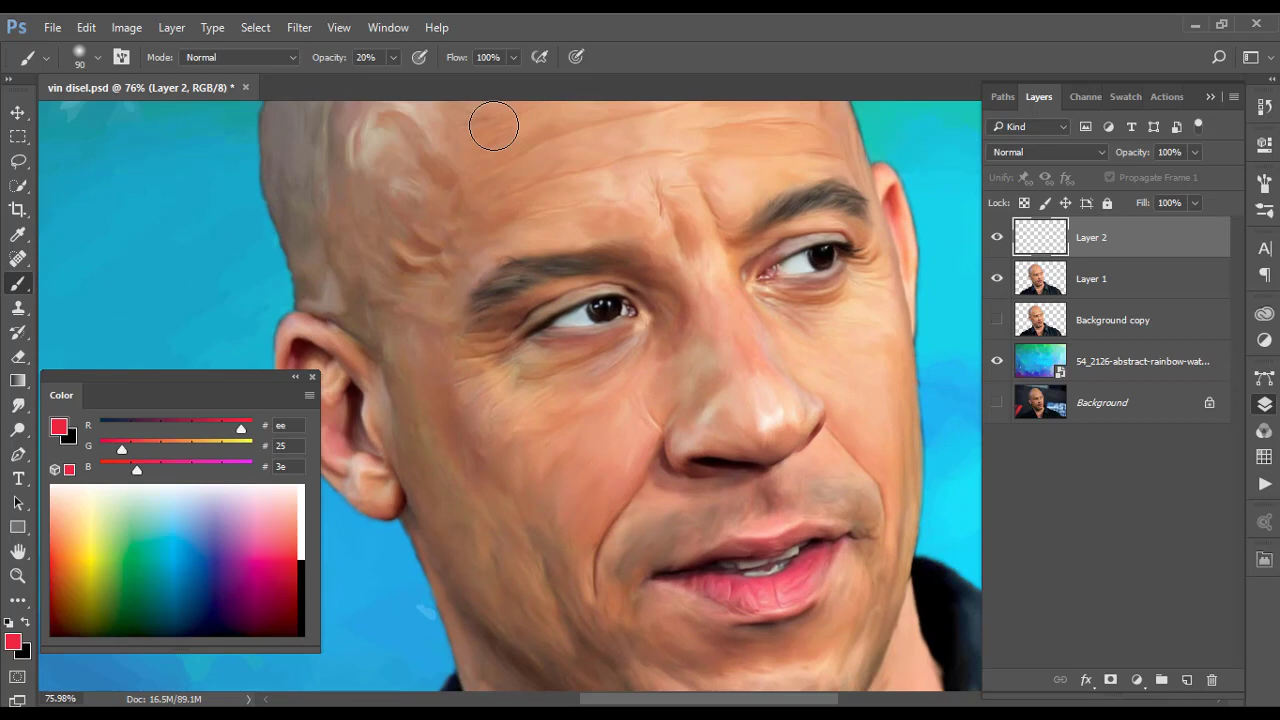 Ps File Edit Image Layer Type Select Filter View Window Help
90 Mode: Normal Opacity: 20% Flow: 100%
vin disel.psd @ 76% (Layer 2, RGB/8) * ×
Paths Layers Channe Swatch Actions
Kind
Normal Opacity: 100%
Unify: Propagate Frame 1
Lock: Fill: 100%
Layer 2
Layer 1
Background copy
54_2126-abstract-rainbow-wat...
Background
Color
R # ee
G # 25
B # 3e
75.98% Doc: 16.5M/89.1M